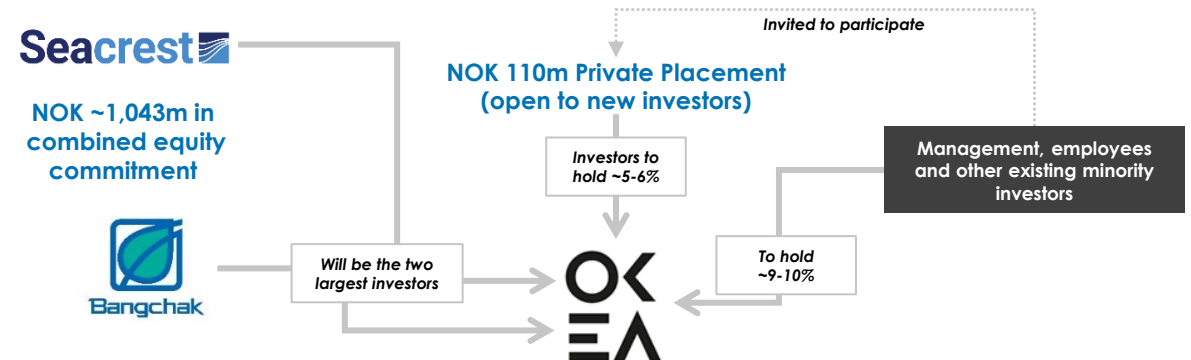 Invited to participate
Seacrest
NOK 110m Private Placement
(open to new investors)
NOK ~1,043m in
combined equity
commitment
Investors to
hold ~5-6%
Management, employees
and other existing minority
investors
To hold
~9-10%
Will be the two
largest investors
Bangchak
OK
EA